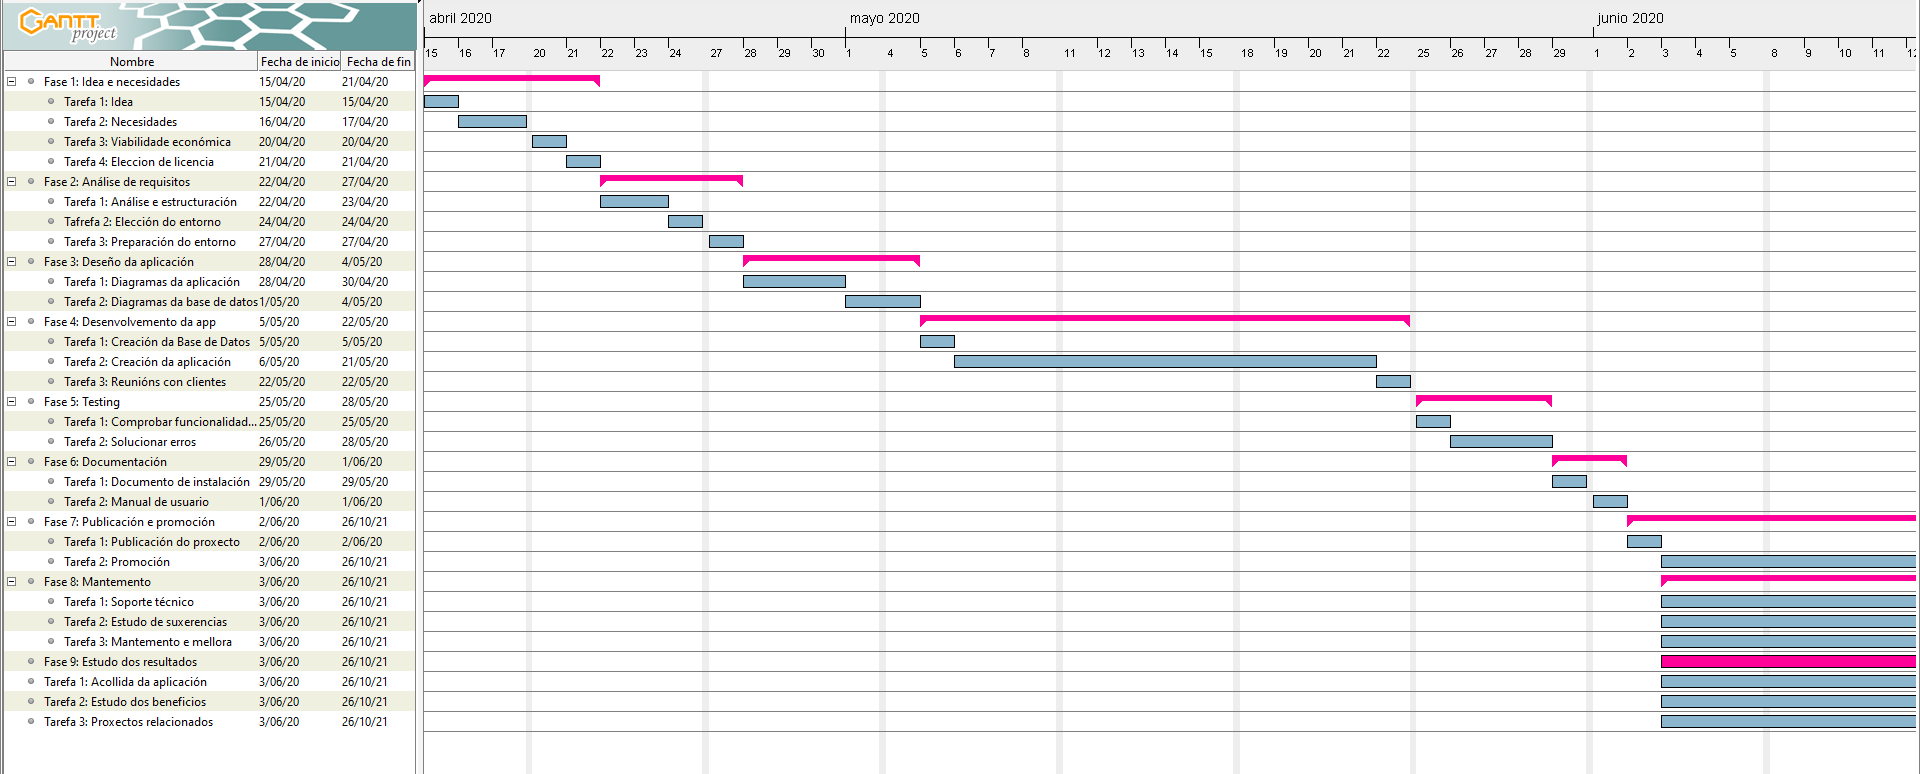 GANTT
project
abril 2020
mayo 2020
junio 2020
15 16 17 20 21 22 23 24 27 28 29 30 1 4 5 6 7 8 11 12 13 14 15 18 19 20 21 22 25 26 27 28 29 1 2 3 4 5 8 9 10 11 12
Nombre Fecha de inicio Fecha de fin
Fase 1: Idea e necesidades 15/04/20 21/04/20
Tarefa 1: Idea 15/04/20 15/04/20
Tarefa 2: Necesidades 16/04/20 17/04/20
Tarefa 3: Viabilidade económica 20/04/20 20/04/20
Tarefa 4: Eleccion de licencia 21/04/20 21/04/20
Fase 2: Análise de requisitos 22/04/20 27/04/20
Tarefa 1: Análise e estructuración 22/04/20 23/04/20
Tafrefa 2: Elección do entorno 24/04/20 24/04/20
Tarefa 3: Preparación do entorno 27/04/20 27/04/20
Fase 3: Deseño da aplicación 28/04/20 4/05/20
Tarefa 1: Diagramas da aplicación 28/04/20 30/04/20
Tarefa 2: Diagramas da base de datos 1/05/20 4/05/20
Fase 4: Desenvolvemento da app 5/05/20 22/05/20
Tarefa 1: Creación da Base de Datos 5/05/20 5/05/20
Tarefa 2: Creación da aplicación 6/05/20 21/05/20
Tarefa 3: Reunións con clientes 22/05/20 22/05/20
Fase 5: Testing 25/05/20 28/05/20
Tarefa 1: Comprobar funcionalidad... 25/05/20 25/05/20
Tarefa 2: Solucionar erros 26/05/20 28/05/20
Fase 6: Documentación 29/05/20 1/06/20
Tarefa 1: Documento de instalación 29/05/20 29/05/20
Tarefa 2: Manual de usuario 1/06/20 1/06/20
Fase 7: Publicación e promoción 2/06/20 26/10/21
Tarefa 1: Publicación do proxecto 2/06/20 2/06/20
Tarefa 2: Promoción 3/06/20 26/10/21
Fase 8: Mantemento 3/06/20 26/10/21
Tarefa 1: Soporte técnico 3/06/20 26/10/21
Tarefa 2: Estudo de suxerencias 3/06/20 26/10/21
Tarefa 3: Mantemento e mellora 3/06/20 26/10/21
Fase 9: Estudo dos resultados 3/06/20 26/10/21
Tarefa 1: Acollida da aplicación 3/06/20 26/10/21
Tarefa 2: Estudo dos beneficios 3/06/20 26/10/21
Tarefa 3: Proxectos relacionados 3/06/20 26/10/21